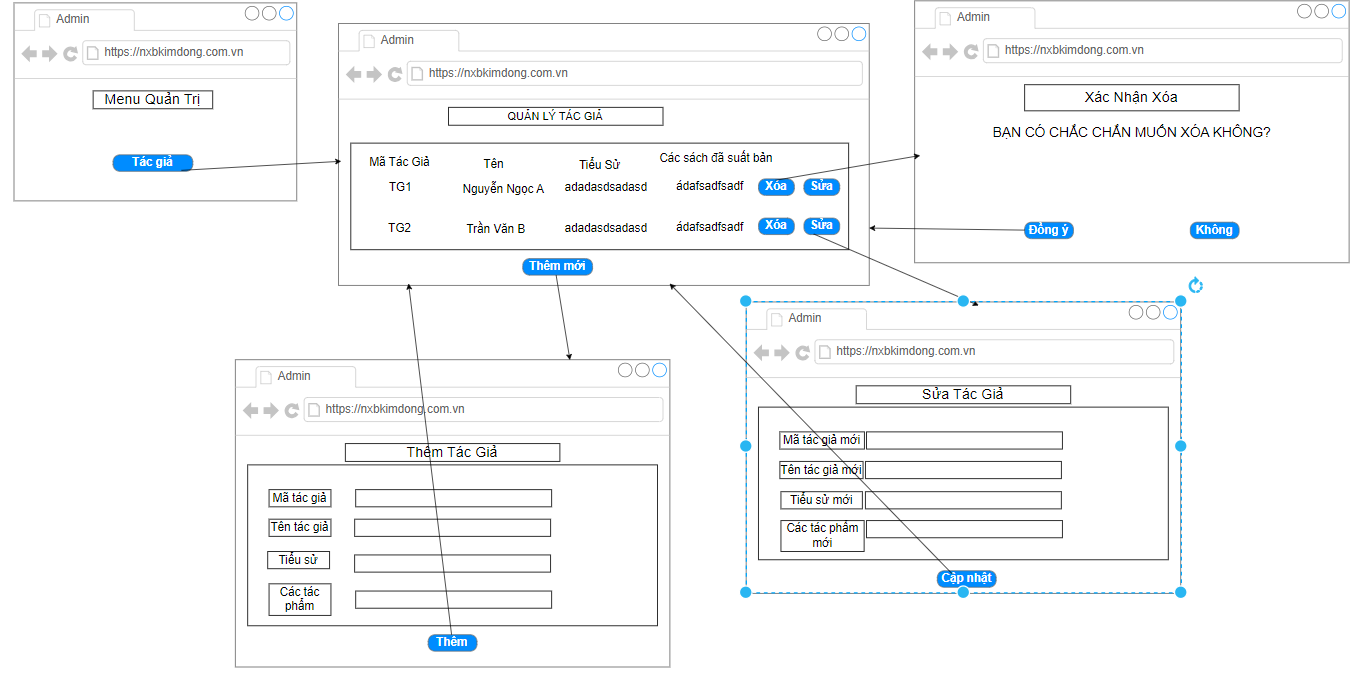 Admin
https://nxbkimdong.com.vn
Menu Quản Trị
Tác giả
Admin
https://nxbkimdong.com.vn
QUẢN LÝ TÁC GIẢ
Mã Tác Giả Tên Tiểu Sử Các sách đã suất bản
TG1 Nguyễn Ngọc A adadasdsadasd ádafsadfsadf Xóa Sửa
TG2 Trần Văn B adadasdsadasd ádafsadfsadf Xóa Sửa
Thêm mới
Admin
https://nxbkimdong.com.vn
Xác Nhận Xóa
BẠN CÓ CHẮC CHẮN MUỐN XÓA KHÔNG?
Đồng ý Không
Admin
https://nxbkimdong.com.vn
Thêm Tác Giả
Mã tác giả
Tên tác giả
Tiểu sử
Các tác
phẩm
Thêm
Admin
https://nxbkimdong.com.vn
Sửa Tác Giả
Mã tác giả mới
Tên tác giả mới
Tiểu sử mới
Các tác phẩm
mới
Cập nhật